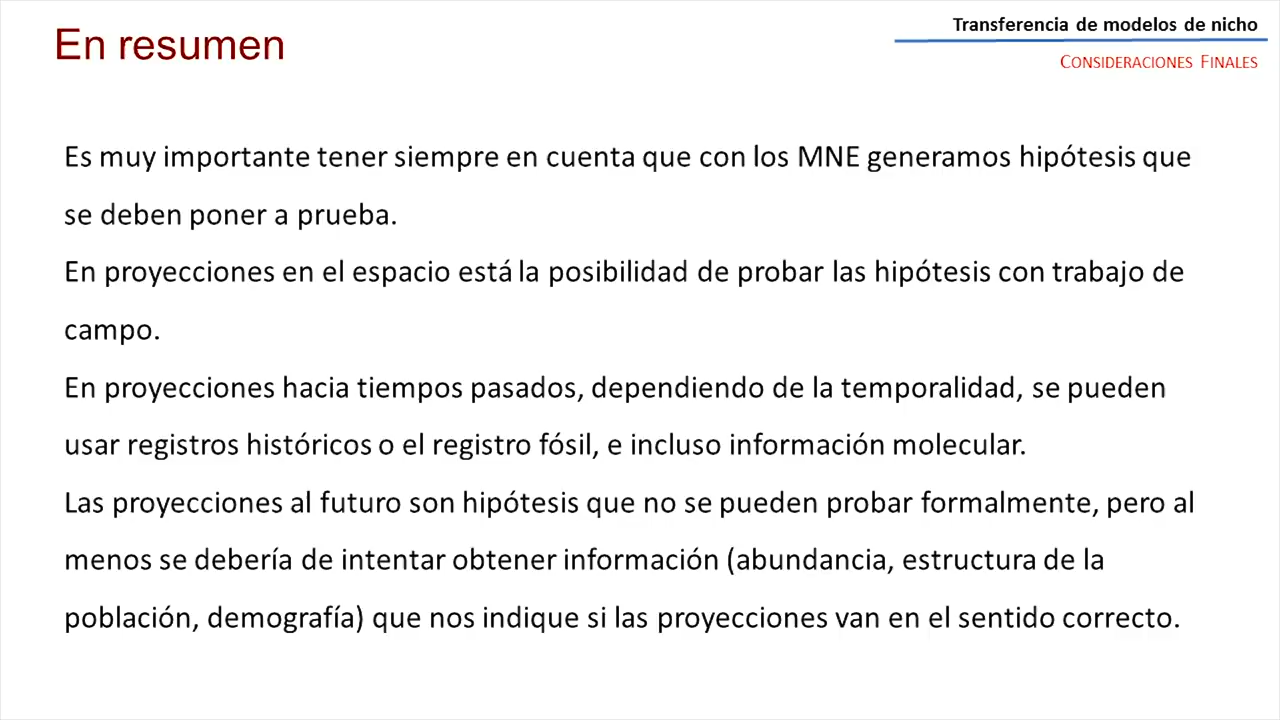 En resumen
Transferencia de modelos de nicho
CONSIDERACIONES FINALES
Es muy importante tener siempre en cuenta que con los MNE generamos hipótesis que
se deben poner a prueba.
En proyecciones en el espacio está la posibilidad de probar las hipótesis con trabajo de
campo.
En proyecciones hacia tiempos pasados, dependiendo de la temporalidad, se pueden
usar registros históricos o el registro fósil, e incluso información molecular.
Las proyecciones al futuro son hipótesis que no se pueden probar formalmente, pero al
menos se debería de intentar obtener información (abundancia, estructura de la
población, demografía) que nos indique si las proyecciones van en el sentido correcto.